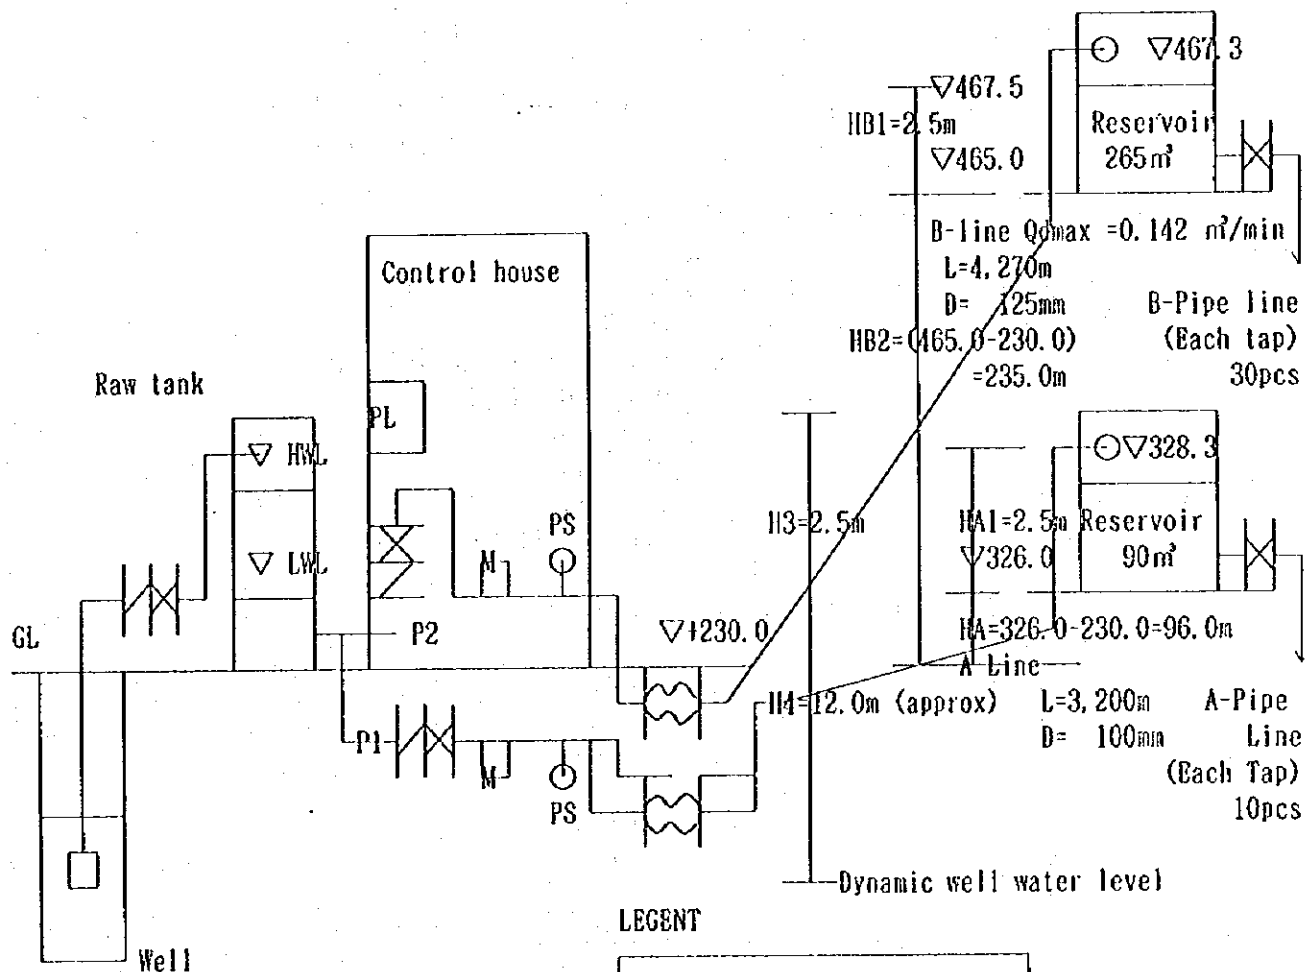 ▽467.3
▽467.5
HB1=2.5m
Reservoir
265m³
▽465.0
B-line Qdmax =0.142 m³/min
L=4,270m
D= 125mm
HB2=(465.0-230.0)
=235.0m
B-Pipe line
(Each tap)
30pcs
Control house
Raw tank
PL
▽ HWL
▽ LWL
PS
M
H3=2.5m
▽328.3
HA1=2.5m
Reservoir
90m³
▽326.0
GL
P2
▽+230.0
HA=326.0-230.0=96.0m
A Line
H4=12.0m (approx)
L=3,200m
D= 100mm
A-Pipe
Line
(Each Tap)
10pcs
P1
M
PS
Dynamic well water level
LEGENT
Well